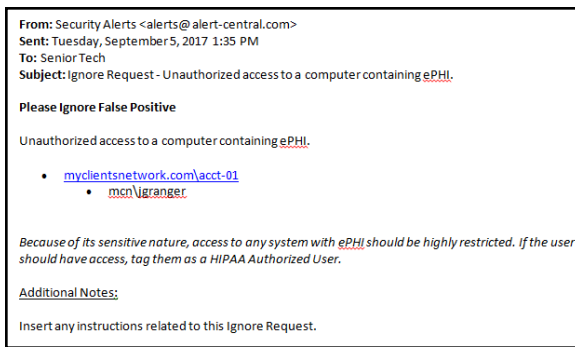 From: Security Alerts <alerts@alert-central.com>
Sent: Tuesday, September 5, 2017 1:35 PM
To: Senior Tech
Subject: Ignore Request - Unauthorized access to a computer containing ePHI.
Please Ignore False Positive
Unauthorized access to a computer containing ePHI.
• myclientsnetwork.com\acct-01
• mcn\jgranger
Because of its sensitive nature, access to any system with ePHI should be highly restricted. If the user
should have access, tag them as a HIPAA Authorized User.
Additional Notes:
Insert any instructions related to this Ignore Request.